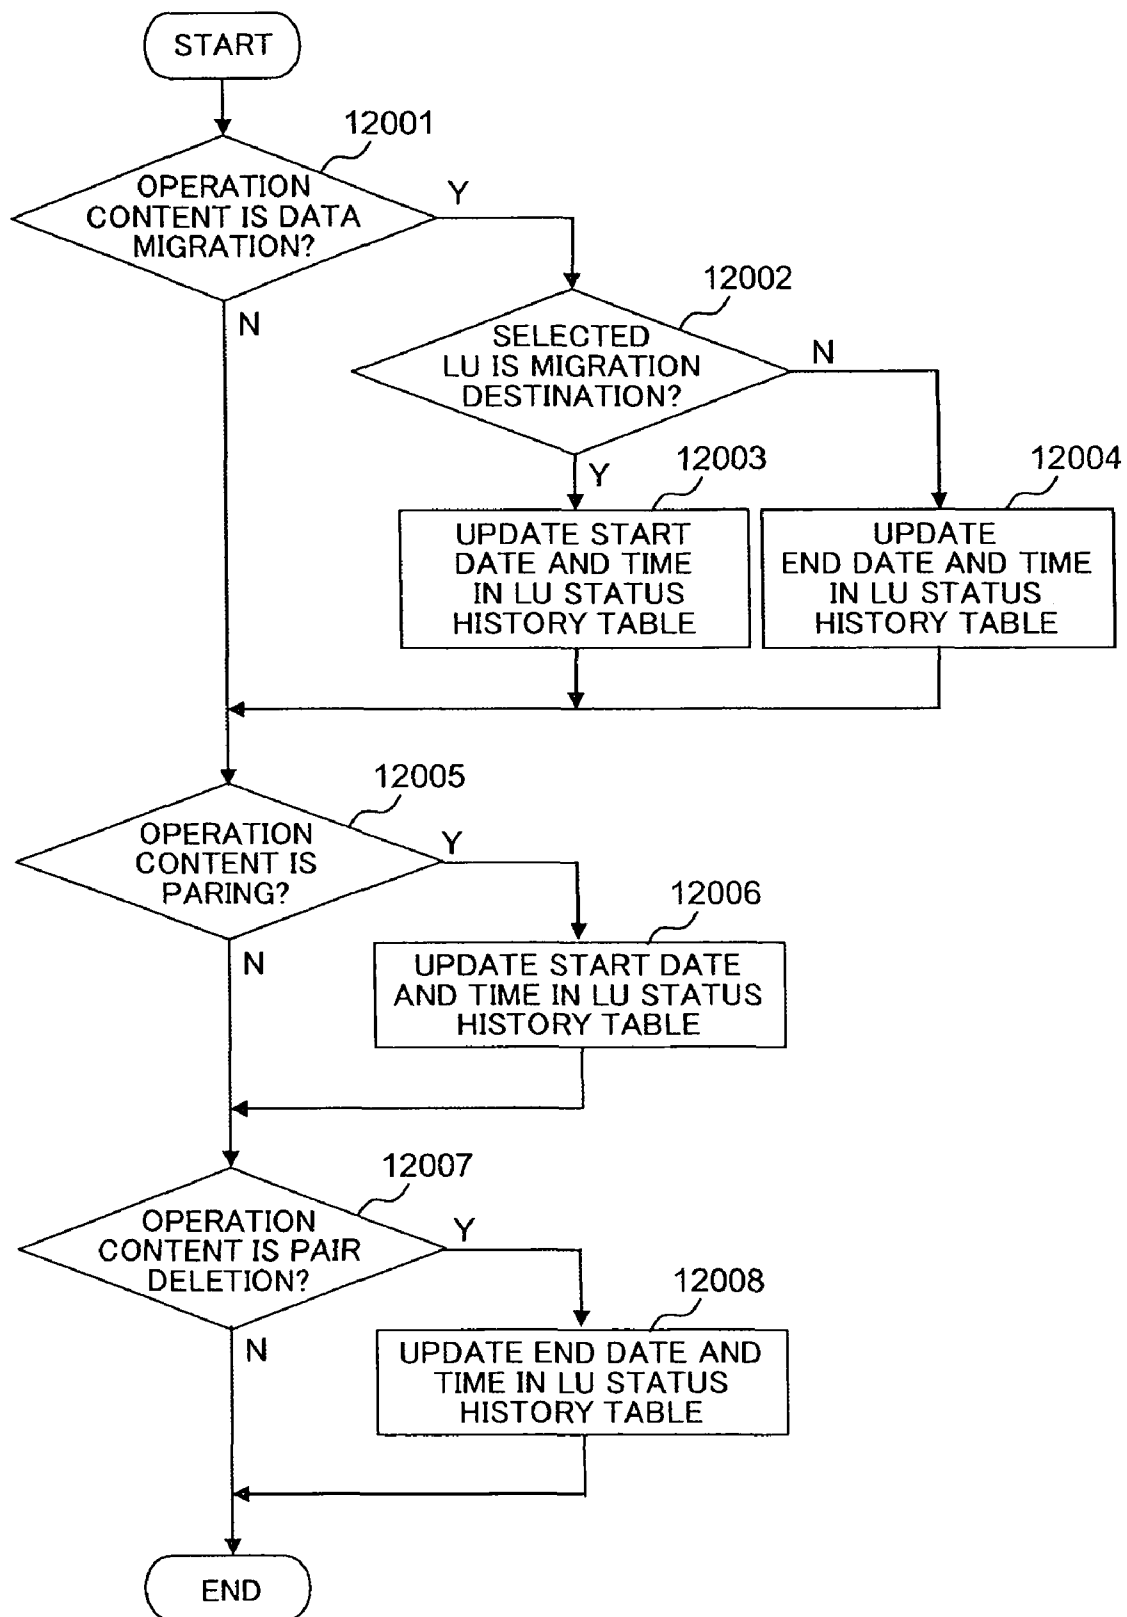 START
12001
OPERATION
CONTENT IS DATA
MIGRATION?
Y
N
12002
SELECTED
LU IS MIGRATION
DESTINATION?
N
Y
12003
UPDATE START
DATE AND TIME
IN LU STATUS
HISTORY TABLE
12004
UPDATE
END DATE AND TIME
IN LU STATUS
HISTORY TABLE
12005
OPERATION
CONTENT IS
PARING?
Y
N
12006
UPDATE START DATE
AND TIME IN LU STATUS
HISTORY TABLE
12007
OPERATION
CONTENT IS PAIR
DELETION?
Y
N
12008
UPDATE END DATE AND
TIME IN LU STATUS
HISTORY TABLE
END